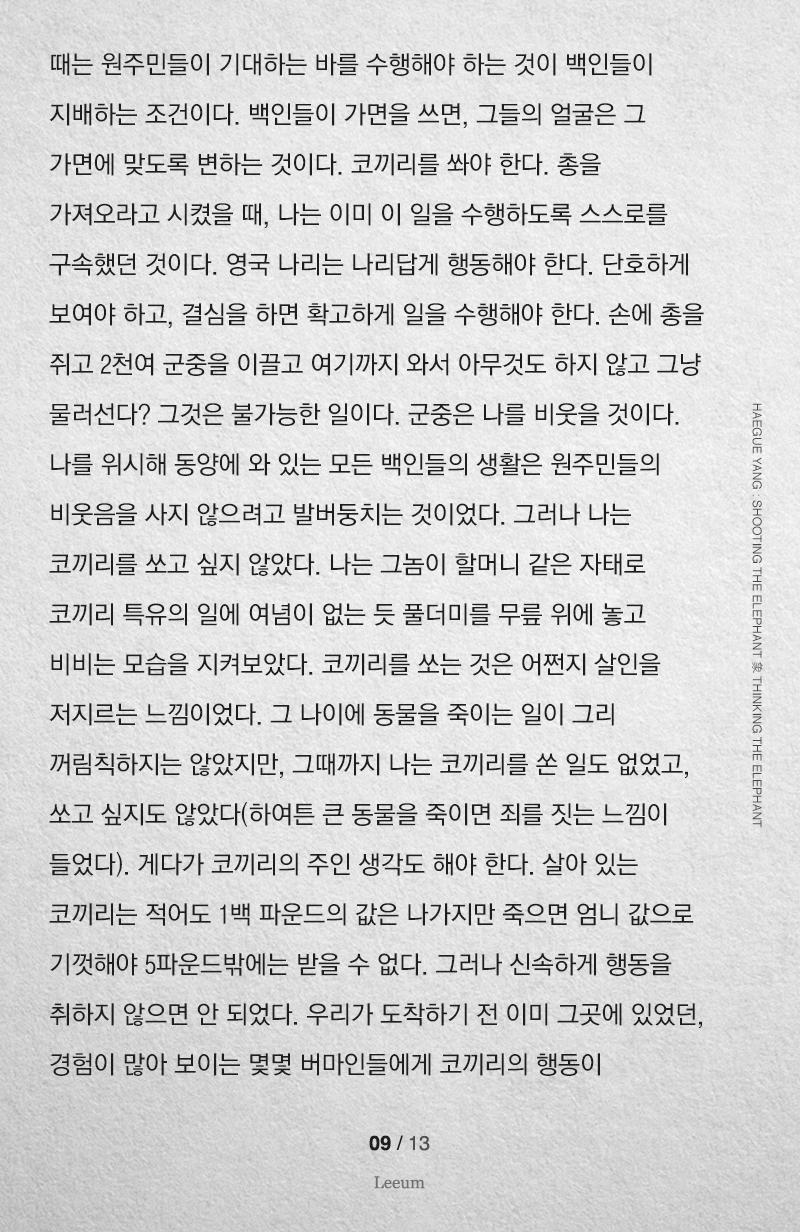 때는 원주민들이 기대하는 바를 수행해야 하는 것이 백인들이
지배하는 조건이다. 백인들이 가면을 쓰면, 그들의 얼굴은 그
가면에 맞도록 변하는 것이다. 코끼리를 쏴야 한다. 총을
가져오라고 시켰을 때, 나는 이미 이 일을 수행하도록 스스로를
구속했던 것이다. 영국 나리는 나리답게 행동해야 한다. 단호하게
보여야 하고, 결심을 하면 확고하게 일을 수행해야 한다. 손에 총을
쥐고 2천여 군중을 이끌고 여기까지 와서 아무것도 하지 않고 그냥
물러선다? 그것은 불가능한 일이다. 군중은 나를 비웃을 것이다.
나를 위시해 동양에 와 있는 모든 백인들의 생활은 원주민들의
비웃음을 사지 않으려고 발버둥치는 것이었다. 그러나 나는
코끼리를 쏘고 싶지 않았다. 나는 그놈이 할머니 같은 자태로
코끼리 특유의 일에 여념이 없는 듯 풀더미를 무릎 위에 놓고
비비는 모습을 지켜보았다. 코끼리를 쏘는 것은 어쩐지 살인을
저지르는 느낌이었다. 그 나이에 동물을 죽이는 일이 그리
꺼림칙하지는 않았지만, 그때까지 나는 코끼리를 쏜 일도 없었고,
쏘고 싶지도 않았다(하여튼 큰 동물을 죽이면 죄를 짓는 느낌이
들었다). 게다가 코끼리의 주인 생각도 해야 한다. 살아 있는
코끼리는 적어도 1백 파운드의 값은 나가지만 죽으면 엄니 값으로
기껏해야 5파운드밖에는 받을 수 없다. 그러나 신속하게 행동을
취하지 않으면 안 되었다. 우리가 도착하기 전 이미 그곳에 있었던,
경험이 많아 보이는 몇몇 버마인들에게 코끼리의 행동이
HAEGUE YANG : SHOOTING THE ELEPHANT 象 THINKING THE ELEPHANT
09 / 13
Leeum